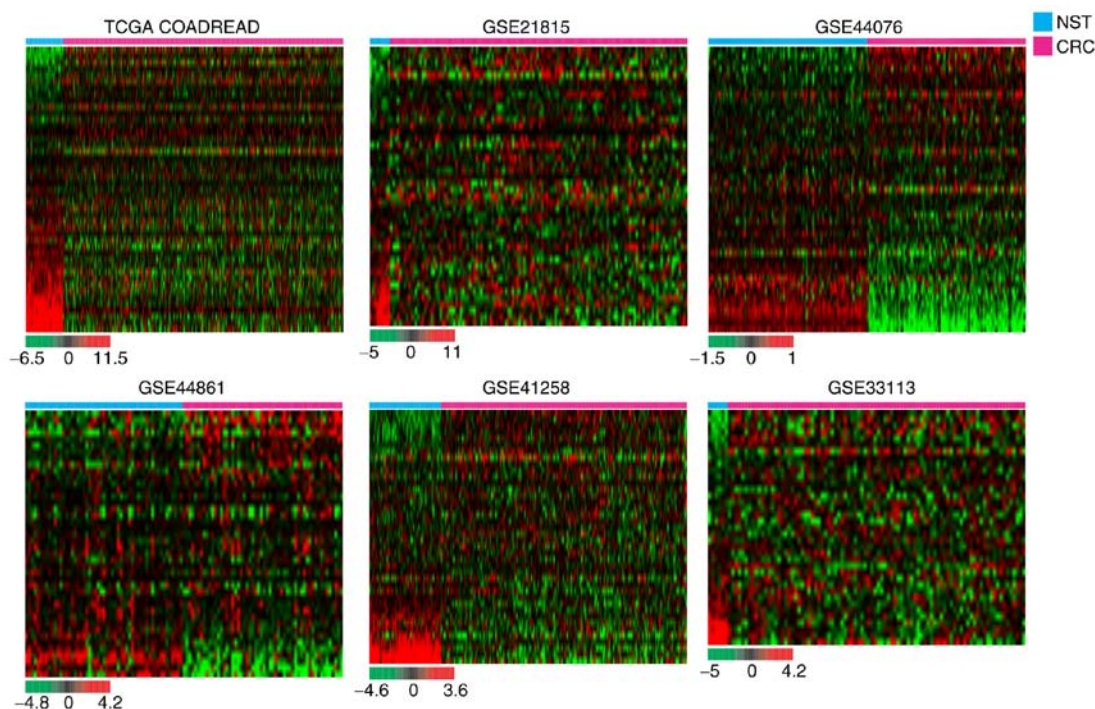 TCGA COADREAD
GSE21815
GSE44076
NST
CRC
−6.5 0 11.5
−5 0 11
−1.5 0 1
GSE44861
GSE41258
GSE33113
−4.8 0 4.2
−4.6 0 3.6
−5 0 4.2